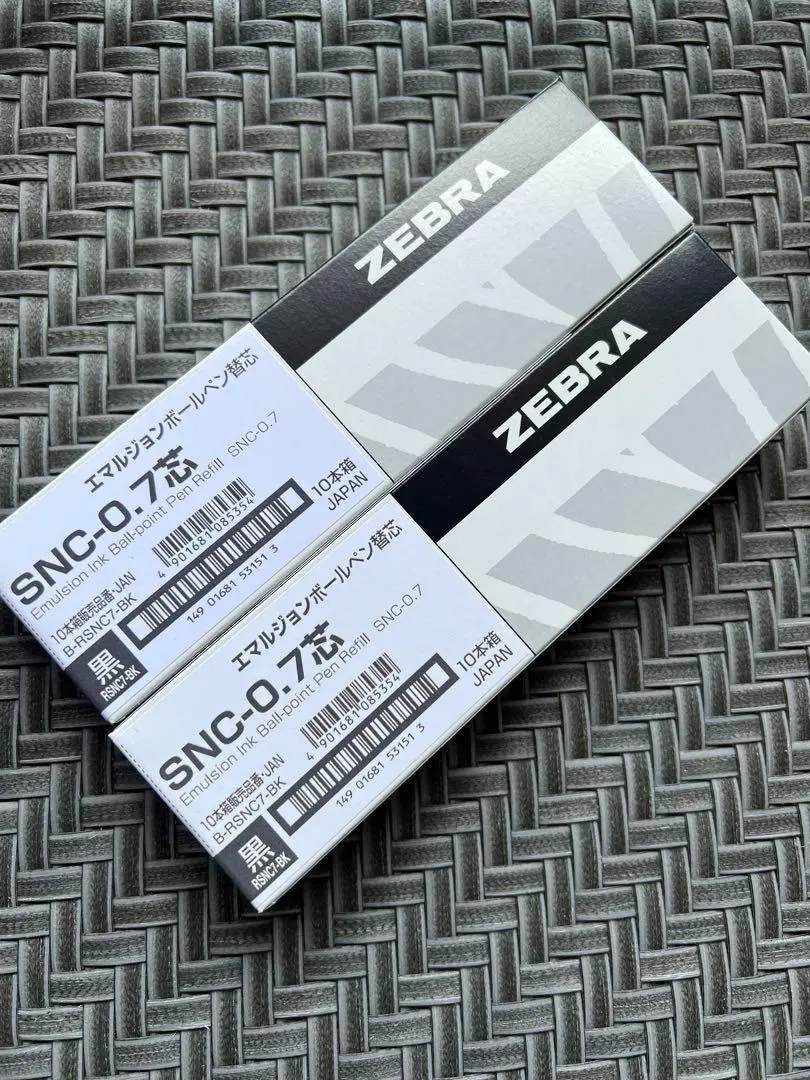 ZEBRA
エマルジョンボールペン替芯
SNC-0.7芯
Emulsion Ink Ball-point Pen Refill SNC-0.7
4 901681 085354
10本箱
JAPAN
10本箱販売品番・JAN
B-RSNC7-BK
149 01681 53151 3
黒
RSNC7-BK
ZEBRA
エマルジョンボールペン替芯
SNC-0.7芯
Emulsion Ink Ball-point Pen Refill SNC-0.7
4 901681 085354
10本箱
JAPAN
10本箱販売品番・JAN
B-RSNC7-BK
149 01681 53151 3
黒
RSNC7-BK